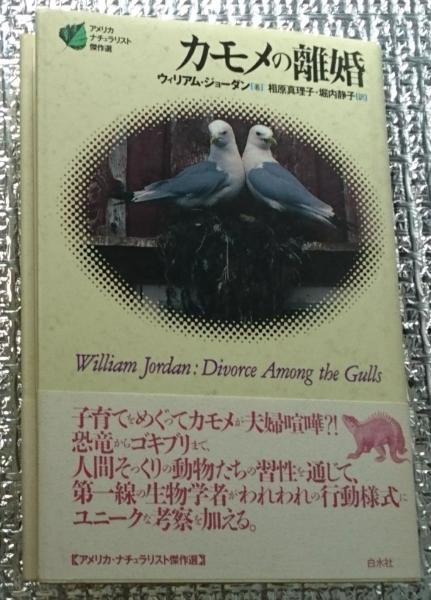 アメリカ
ナチュラリスト
傑作選
カモメの離婚
ウィリアム・ジョーダン[著] 相原真理子・堀内静子[訳]
William Jordan: Divorce Among the Gulls
子育てをめぐってカモメが夫婦喧嘩?!
恐竜からゴキブリまで、
人間そっくりの動物たちの習性を通じて、
第一線の生物学者がわれわれの行動様式に
ユニークな考察を加える。
【アメリカ・ナチュラリスト傑作選】
白水社